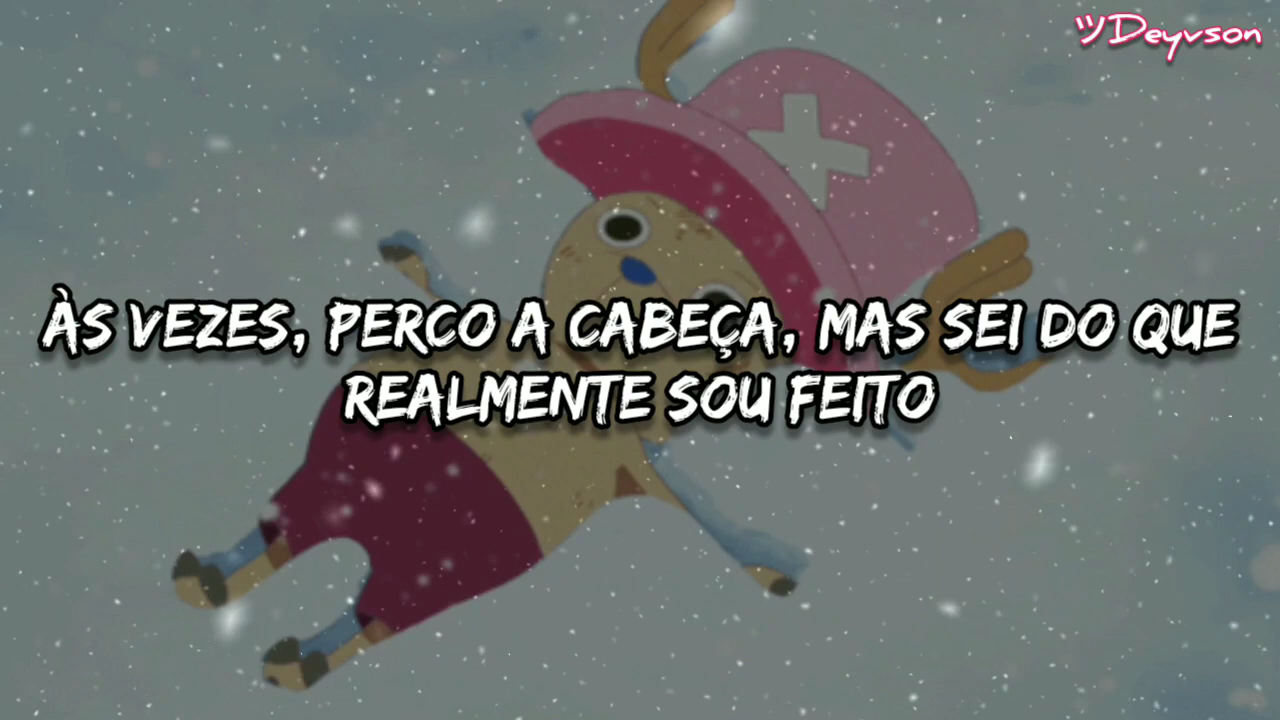 ツDeyvson
ÀS VEZES, PERCO A CABEÇA, MAS SEI DO QUE
REALMENTE SOU FEITO